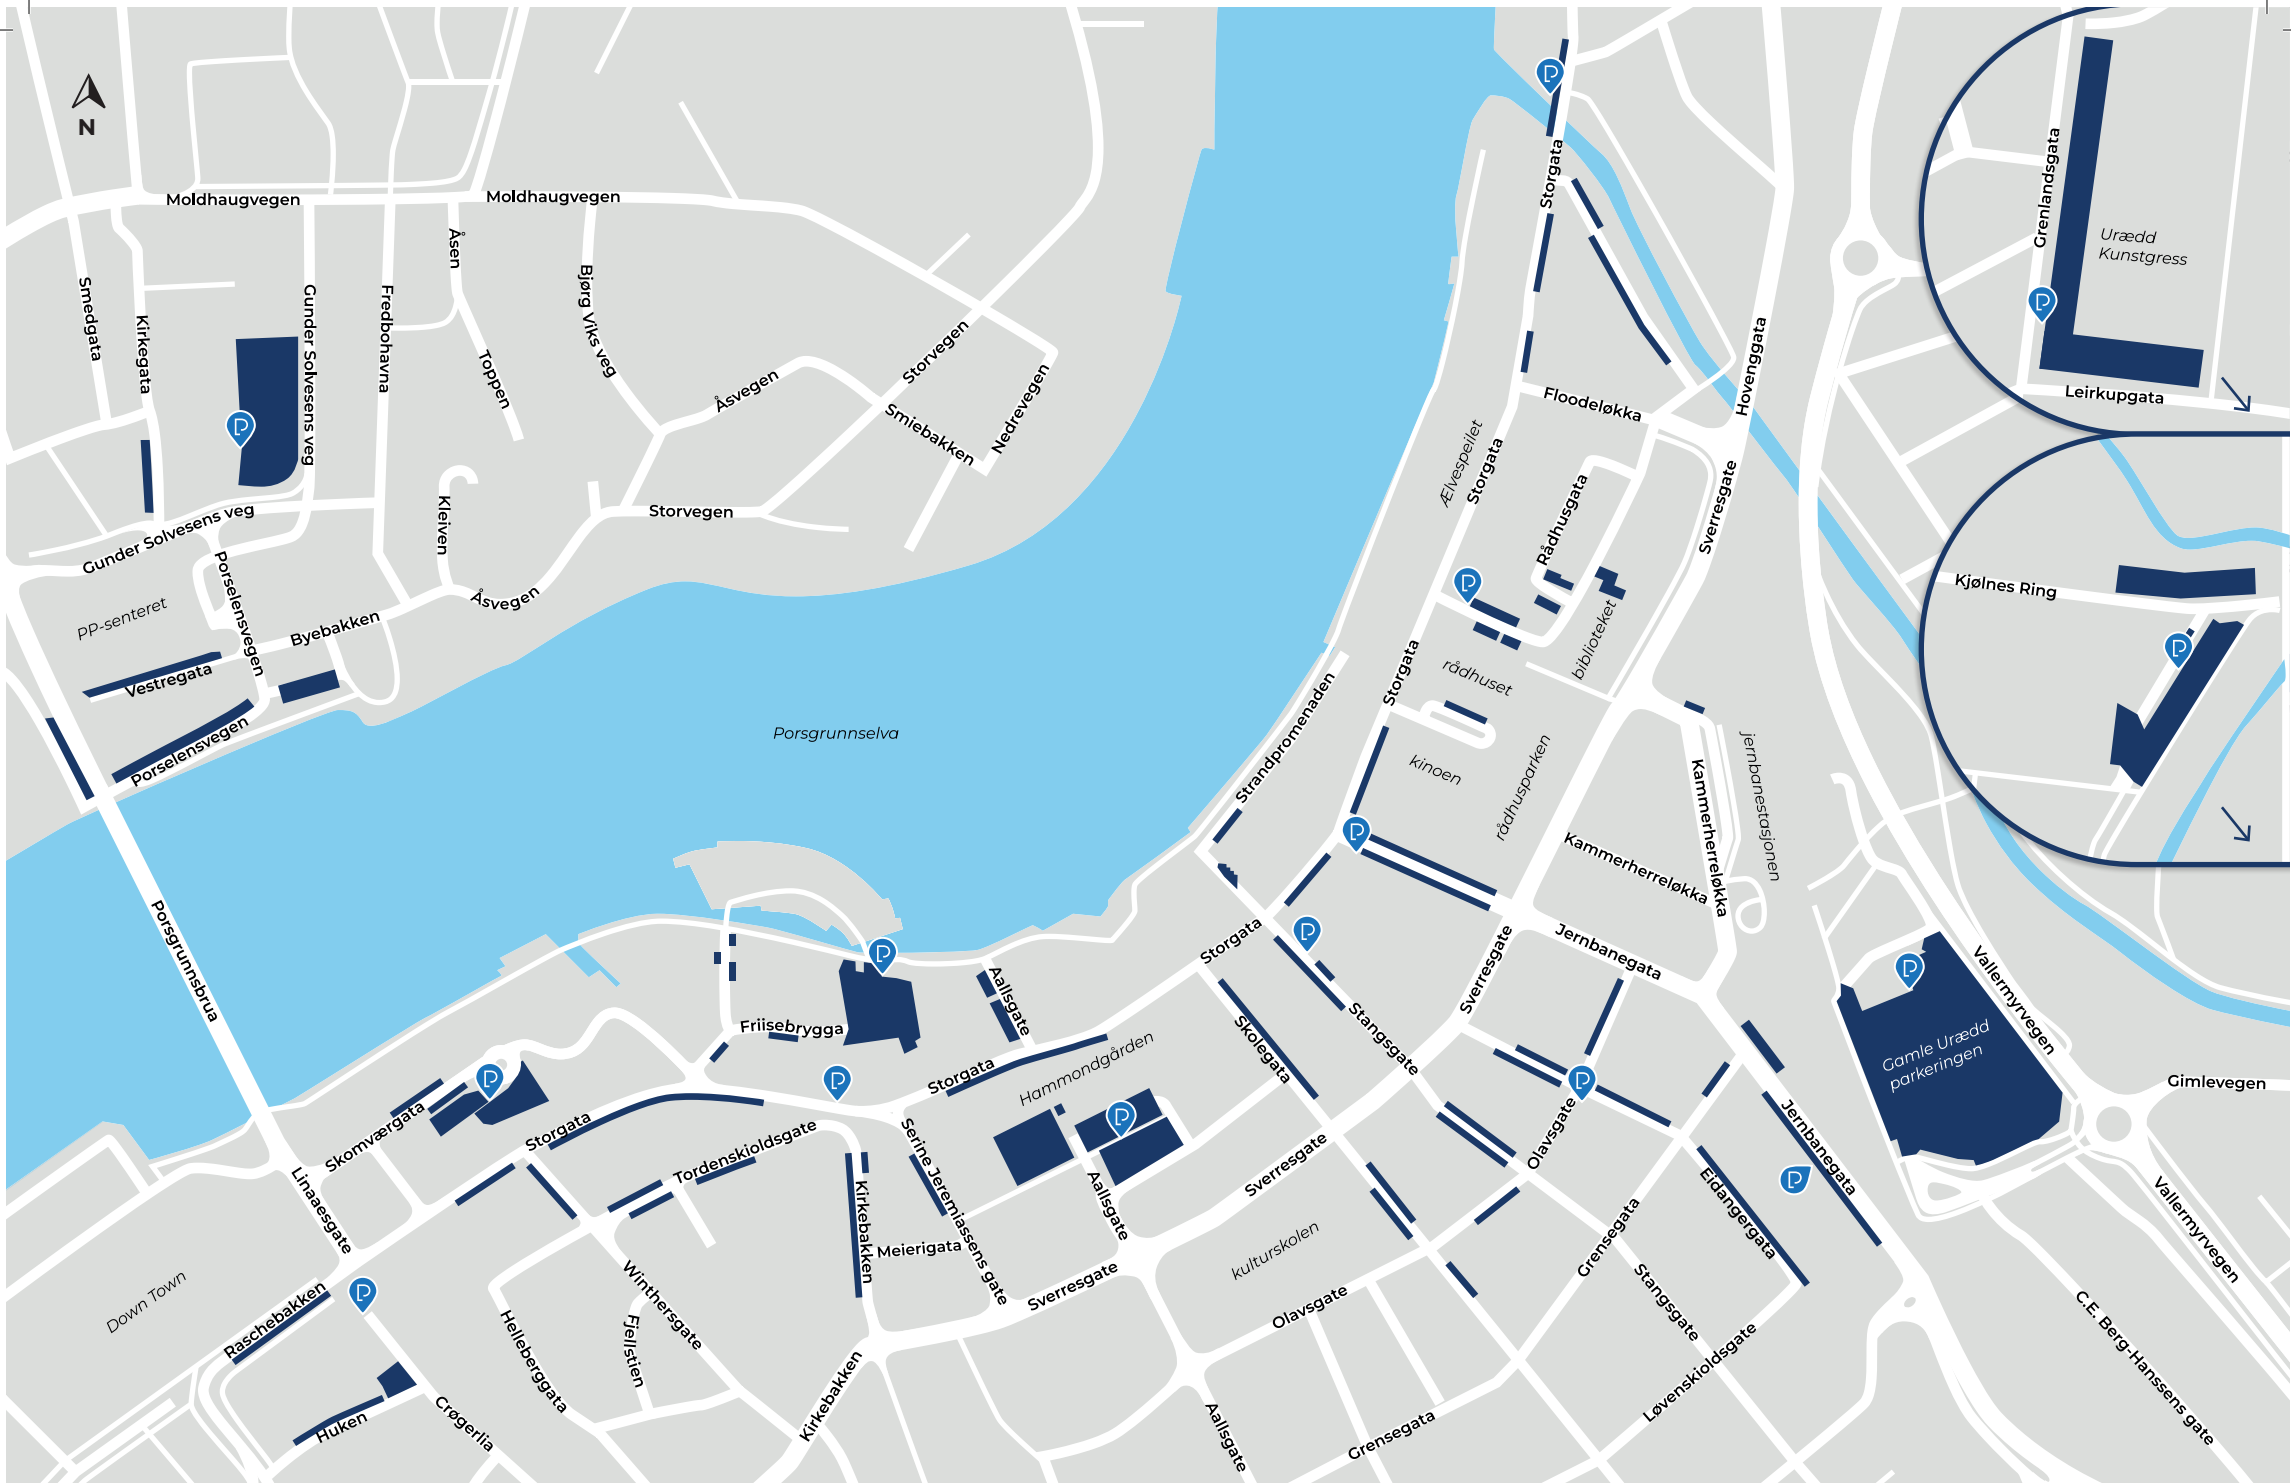 N
Moldhaugvegen
Moldhaugvegen
Smedgata
Kirkegata
Gunder Solvesens veg
Fredbohavna
Åsen
Toppen
Bjørg Viks veg
Åsvegen
Storvegen
Smiebakken
Nedrevegen
Storvegen
Kleiven
Åsvegen
Gunder Solvesens veg
Porselensvegen
PP-senteret
Byebakken
Vestregata
Porselensvegen
Porsgrunnselva
Porsgrunnsbrua
Storgata
Hovenggata
Floodeløkka
Ælvespeilet
Storgata
Rådhusgata
Sverresgate
biblioteket
rådhuset
Storgata
Strandpromenaden
kinoen
rådhusparken
Kammerherreløkka
jernbanestasjonen
Kammerherreløkka
Jernbanegata
Sverresgate
Storgata
Stangsgate
Skolegata
Aallsgate
Friisebrygga
Storgata
Hammondgården
Skomværgata
Storgata
Tordenskioldsgate
Serine Jeremiassens gate
Kirkebakken
Meierigata
Aallsgate
Sverresgate
Sverresgate
kulturskolen
Olavsgate
Olavsgate
Grensegata
Stangsgate
Eidangergata
Jernbanegata
Løvenskioldsgate
Grensegata
Aallsgate
Kirkebakken
Linaaesgate
Down Town
Raschebakken
Huken
Crøgerlia
Helleberggata
Winthersgate
Fjellstien
Gamle Urædd
parkeringen
Vallermyrvegen
Gimlevegen
Vallermyrvegen
C.E. Berg-Hanssens gate
Grenlandsgata
Urædd
Kunstgress
Leirkupgata
Kjølnes Ring